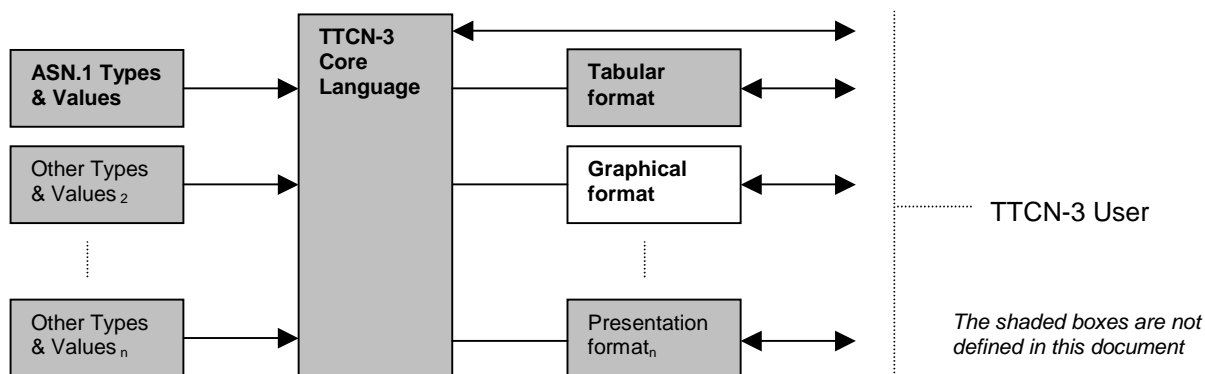 TTCN-3
Core
Language
ASN.1 Types
& Values
Tabular
format
Other Types
& Values 2
Graphical
format
TTCN-3 User
Other Types
& Values n
Presentation
formatn
The shaded boxes are not
defined in this document